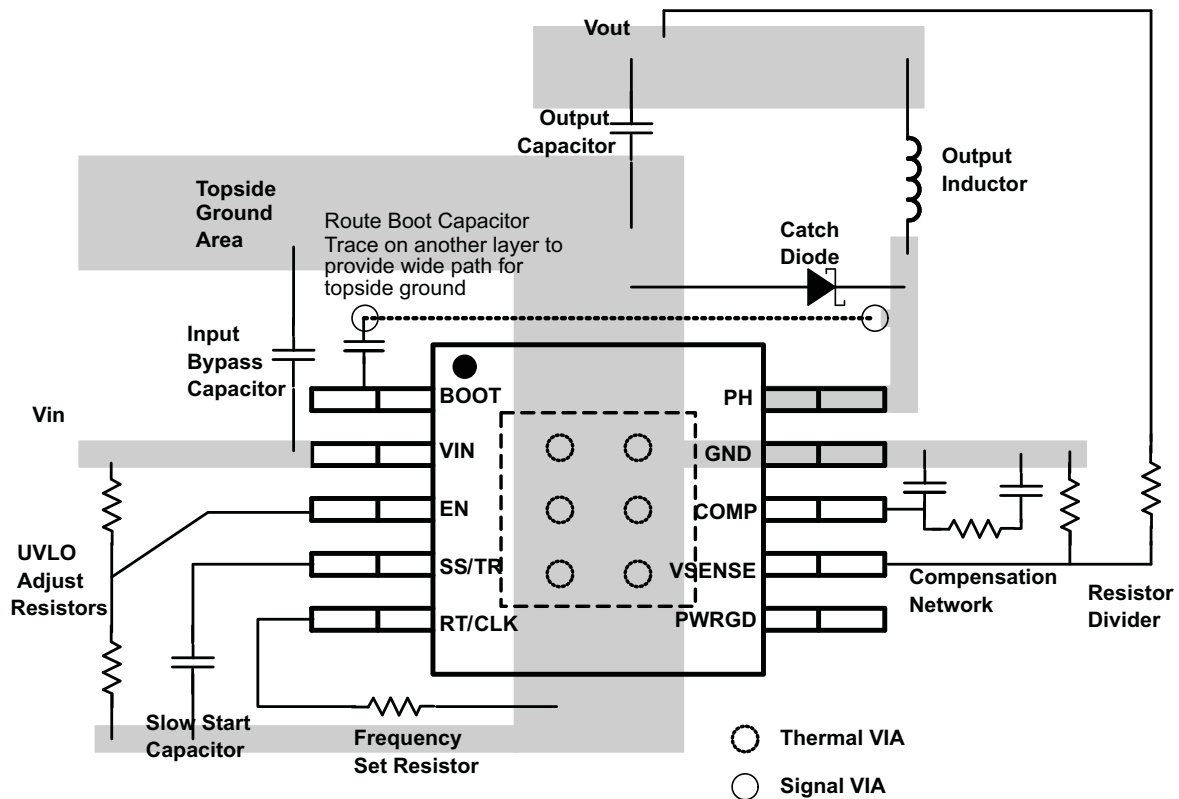 Vout
Output
Capacitor
Output
Inductor
Topside
Ground
Area
Route Boot Capacitor
Trace on another layer to
provide wide path for
topside ground
Catch
Diode
Input
Bypass
Capacitor
Vin
BOOT
VIN
EN
SS/TR
RT/CLK
PH
GND
COMP
VSENSE
PWRGD
UVLO
Adjust
Resistors
Compensation
Network
Resistor
Divider
Slow Start
Capacitor
Frequency
Set Resistor
Thermal VIA
Signal VIA